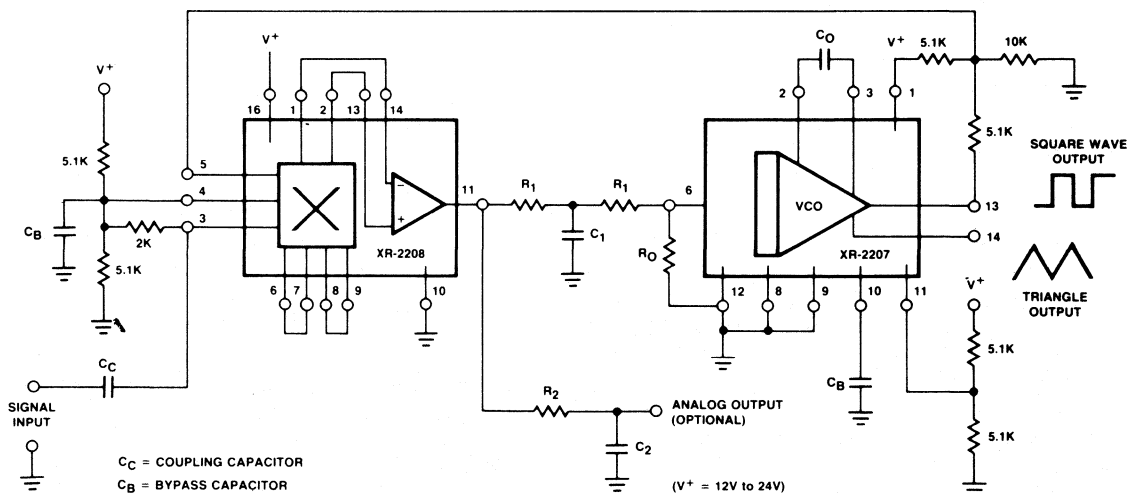 V+
V+
16
1
2
13
14
5.1K
5
4
3
2K
CB
5.1K
−
+
11
XR-2208
6
7
8
9
10
CC
SIGNAL
INPUT
R1
R1
C1
R2
C2
ANALOG OUTPUT
(OPTIONAL)
CO
V+
5.1K
10K
2
3
1
5.1K
SQUARE WAVE
OUTPUT
6
VCO
13
14
RO
XR-2207
12
8
9
10
11
V+
TRIANGLE
OUTPUT
5.1K
CB
5.1K
CC = COUPLING CAPACITOR
CB = BYPASS CAPACITOR
(V+ = 12V to 24V)